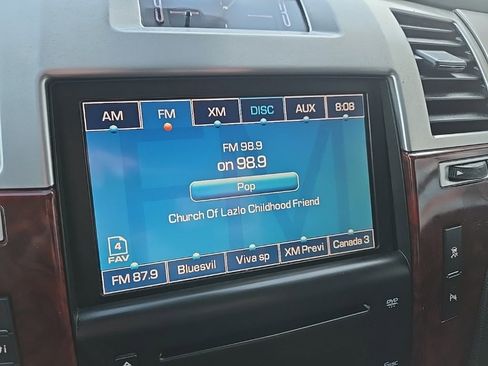 AM FM XM DISC AUX 8:08
FM 98.9
on 98.9
Pop
Church Of Lazlo Childhood Friend
4
FAV
FM 87.9 Bluesvil Viva sp XM Previ Canada 3
DVD